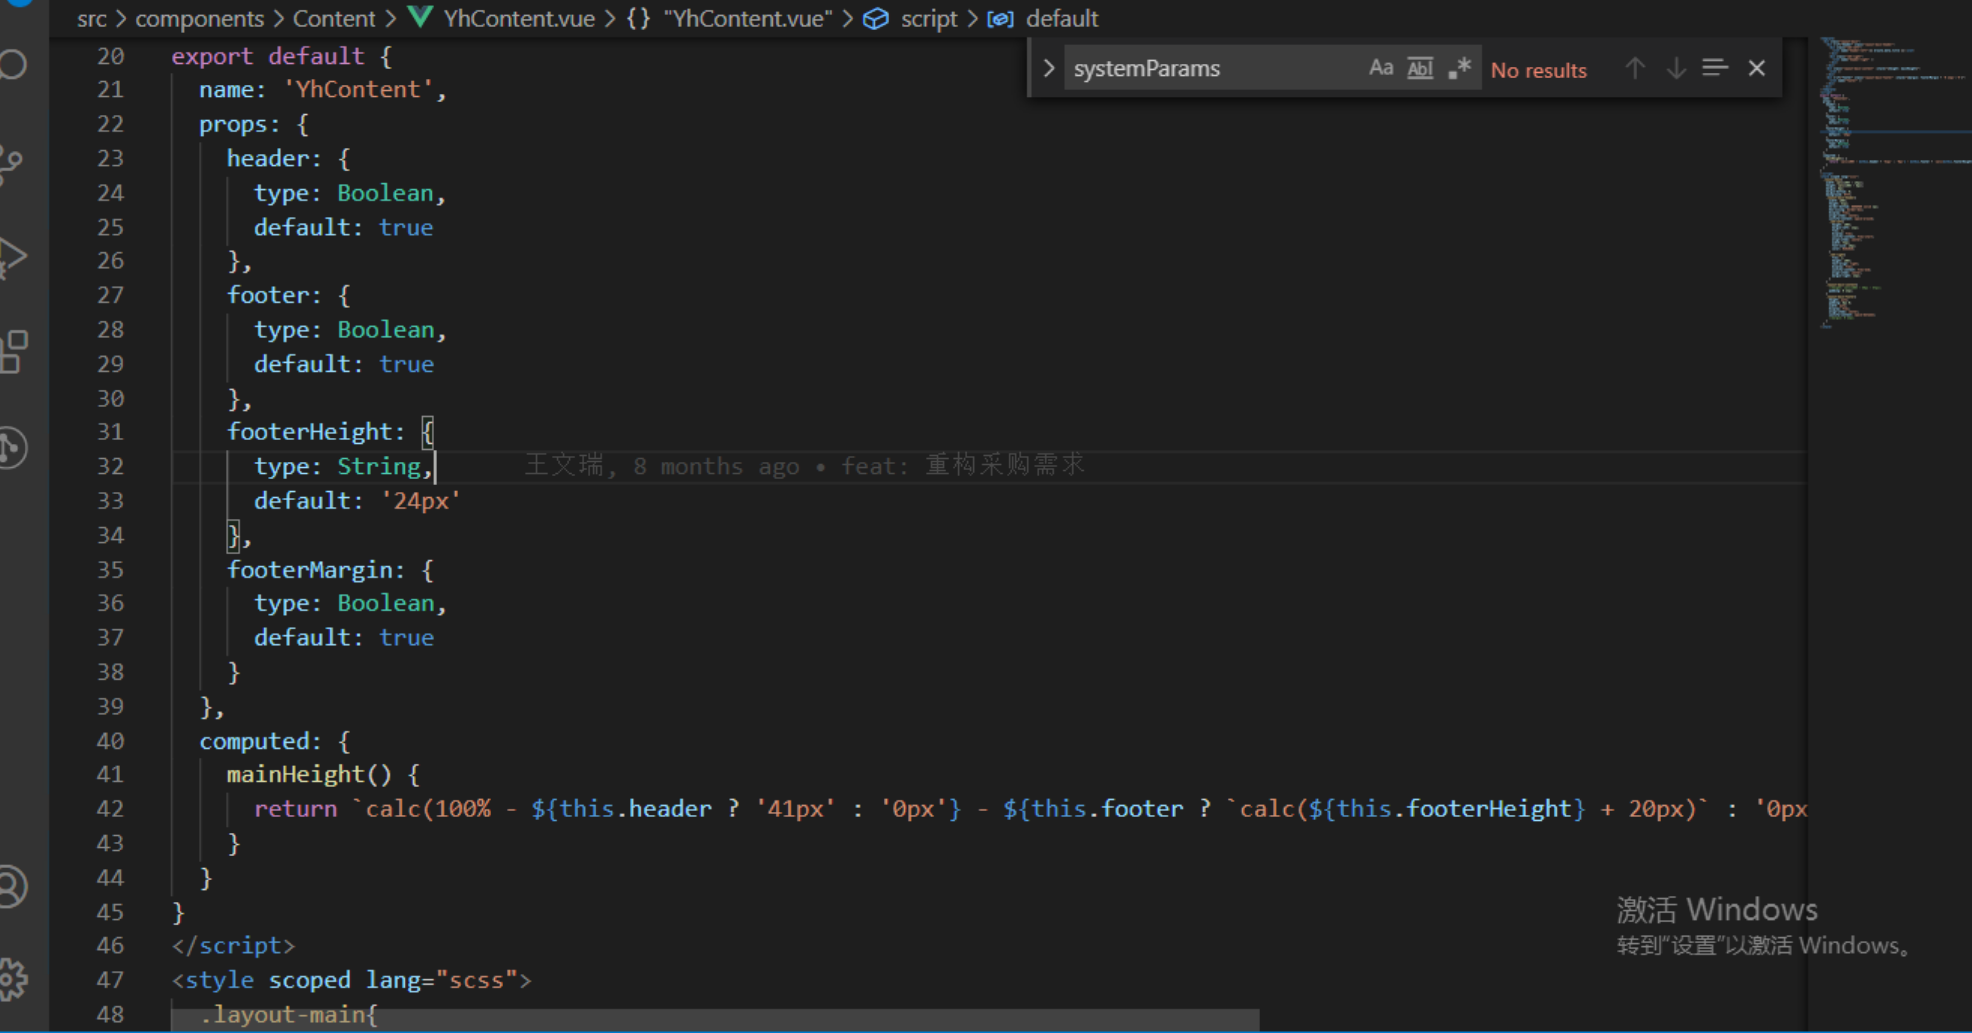 src > components > Content > YhContent.vue > {} "YhContent.vue" > script > default
systemParams Aa Abl .* No results
20 export default {
21 name: 'YhContent',
22 props: {
23 header: {
24 type: Boolean,
25 default: true
26 },
27 footer: {
28 type: Boolean,
29 default: true
30 },
31 footerHeight: {
32 type: String, 王文瑞, 8 months ago • feat: 重构采购需求
33 default: '24px'
34 },
35 footerMargin: {
36 type: Boolean,
37 default: true
38 }
39 },
40 computed: {
41 mainHeight() {
42 return `calc(100% - ${this.header ? '41px' : '0px'} - ${this.footer ? `calc(${this.footerHeight} + 20px)` : '0px
43 }
44 }
45 }
46 </script>
47 <style scoped lang="scss">
48 .layout-main{
激活 Windows
转到"设置"以激活 Windows。